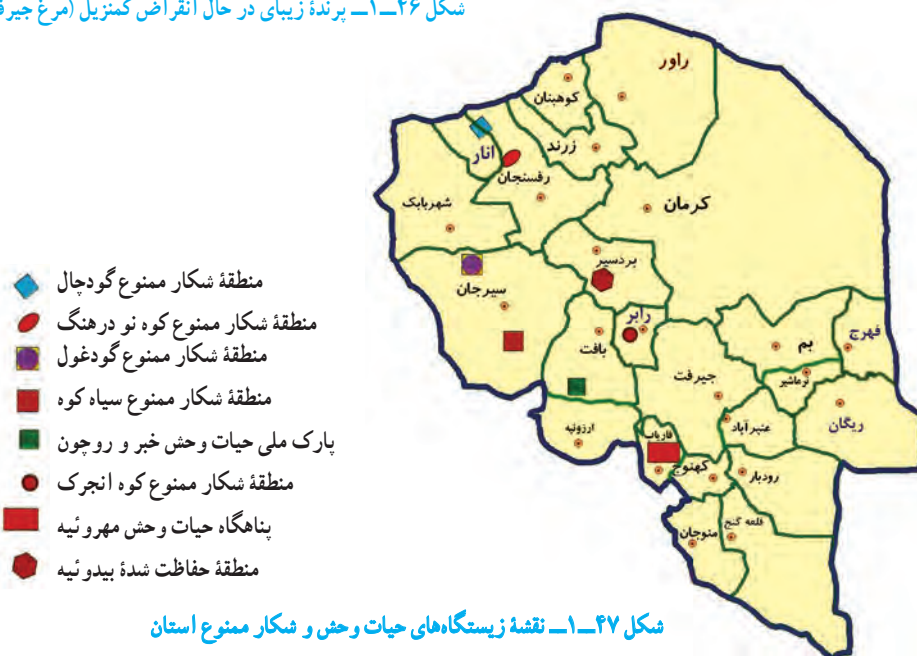 شکل ۴۶ــ۱ــ پرندهٔ زیبای در حال انقراض کمنزیل (مرغ جیرف
راور
کوهبنان
زرند
انار
رفسنجان
شهربابک
کرمان
بردسیر
سیرجان
رابر
بافت
بم
فهرج
جیرفت
نرماشیر
ریگان
عنبرآباد
ارزوئیه
فاریاب
کهنوج
رودبار
قلعه گنج
منوجان
منطقهٔ شکار ممنوع گودچال
منطقهٔ شکار ممنوع کوه نو درهنگ
منطقهٔ شکار ممنوع گودغول
منطقهٔ شکار ممنوع سیاه کوه
پارک ملی حیات وحش خبر و روچون
منطقهٔ شکار ممنوع کوه انجرک
پناهگاه حیات وحش مهروئیه
منطقهٔ حفاظت شدهٔ بیدوئیه
شکل ۴۷ــ۱ــ نقشهٔ زیستگاه‌های حیات وحش و شکار ممنوع استان